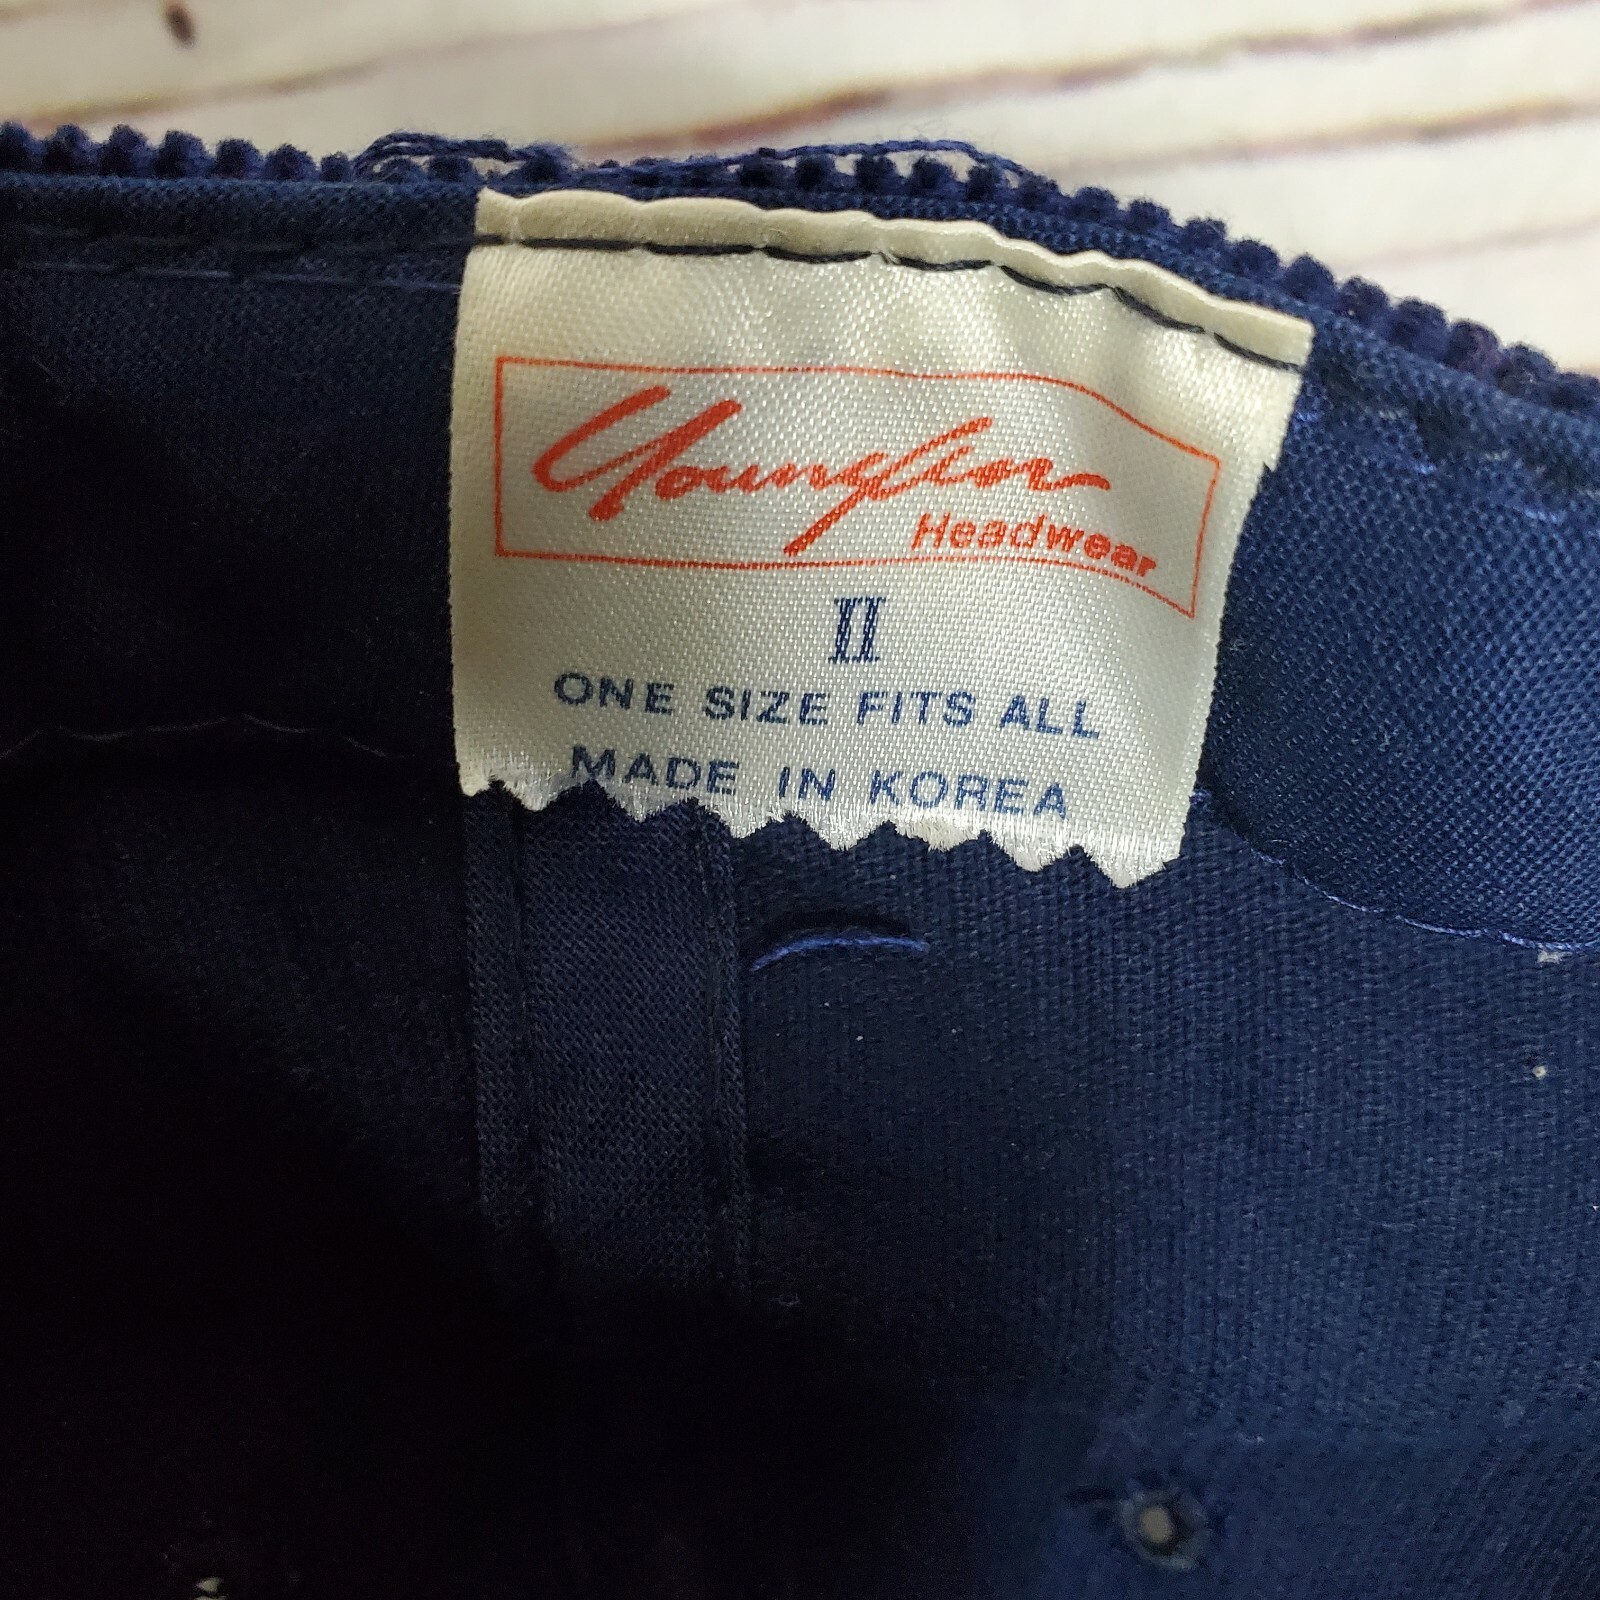 Youngan
Headwear
II
ONE SIZE FITS ALL
MADE IN KOREA